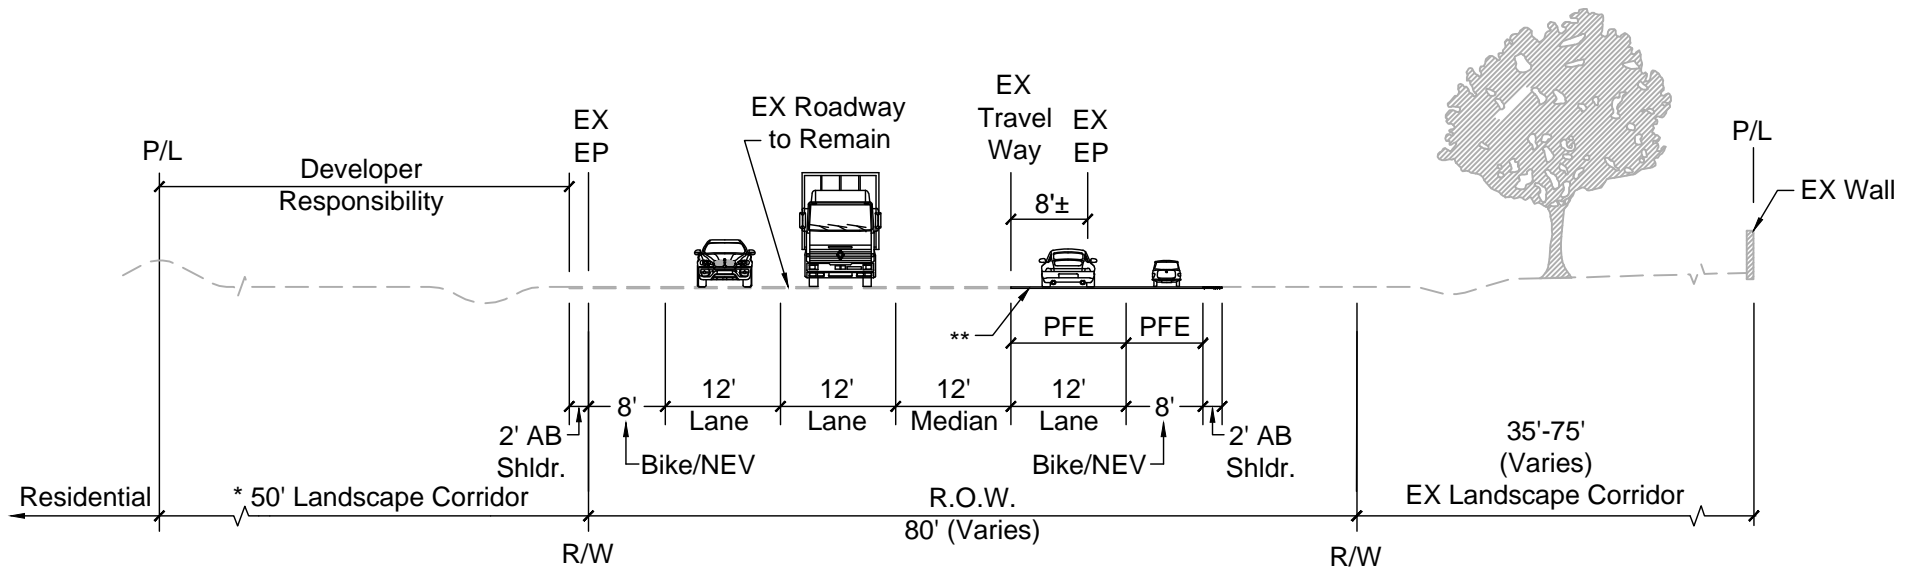 EX
Travel
Way
EX
EP
EX
EP
EX Roadway
to Remain
P/L
P/L
Developer
Responsibility
EX Wall
8'±
**
PFE
PFE
8'
12'
Lane
12'
Lane
12'
Median
12'
Lane
8'
2' AB
Shldr.
Bike/NEV
Bike/NEV
2' AB
Shldr.
35'-75'
(Varies)
EX Landscape Corridor
Residential
* 50' Landscape Corridor
R.O.W.
80' (Varies)
R/W
R/W